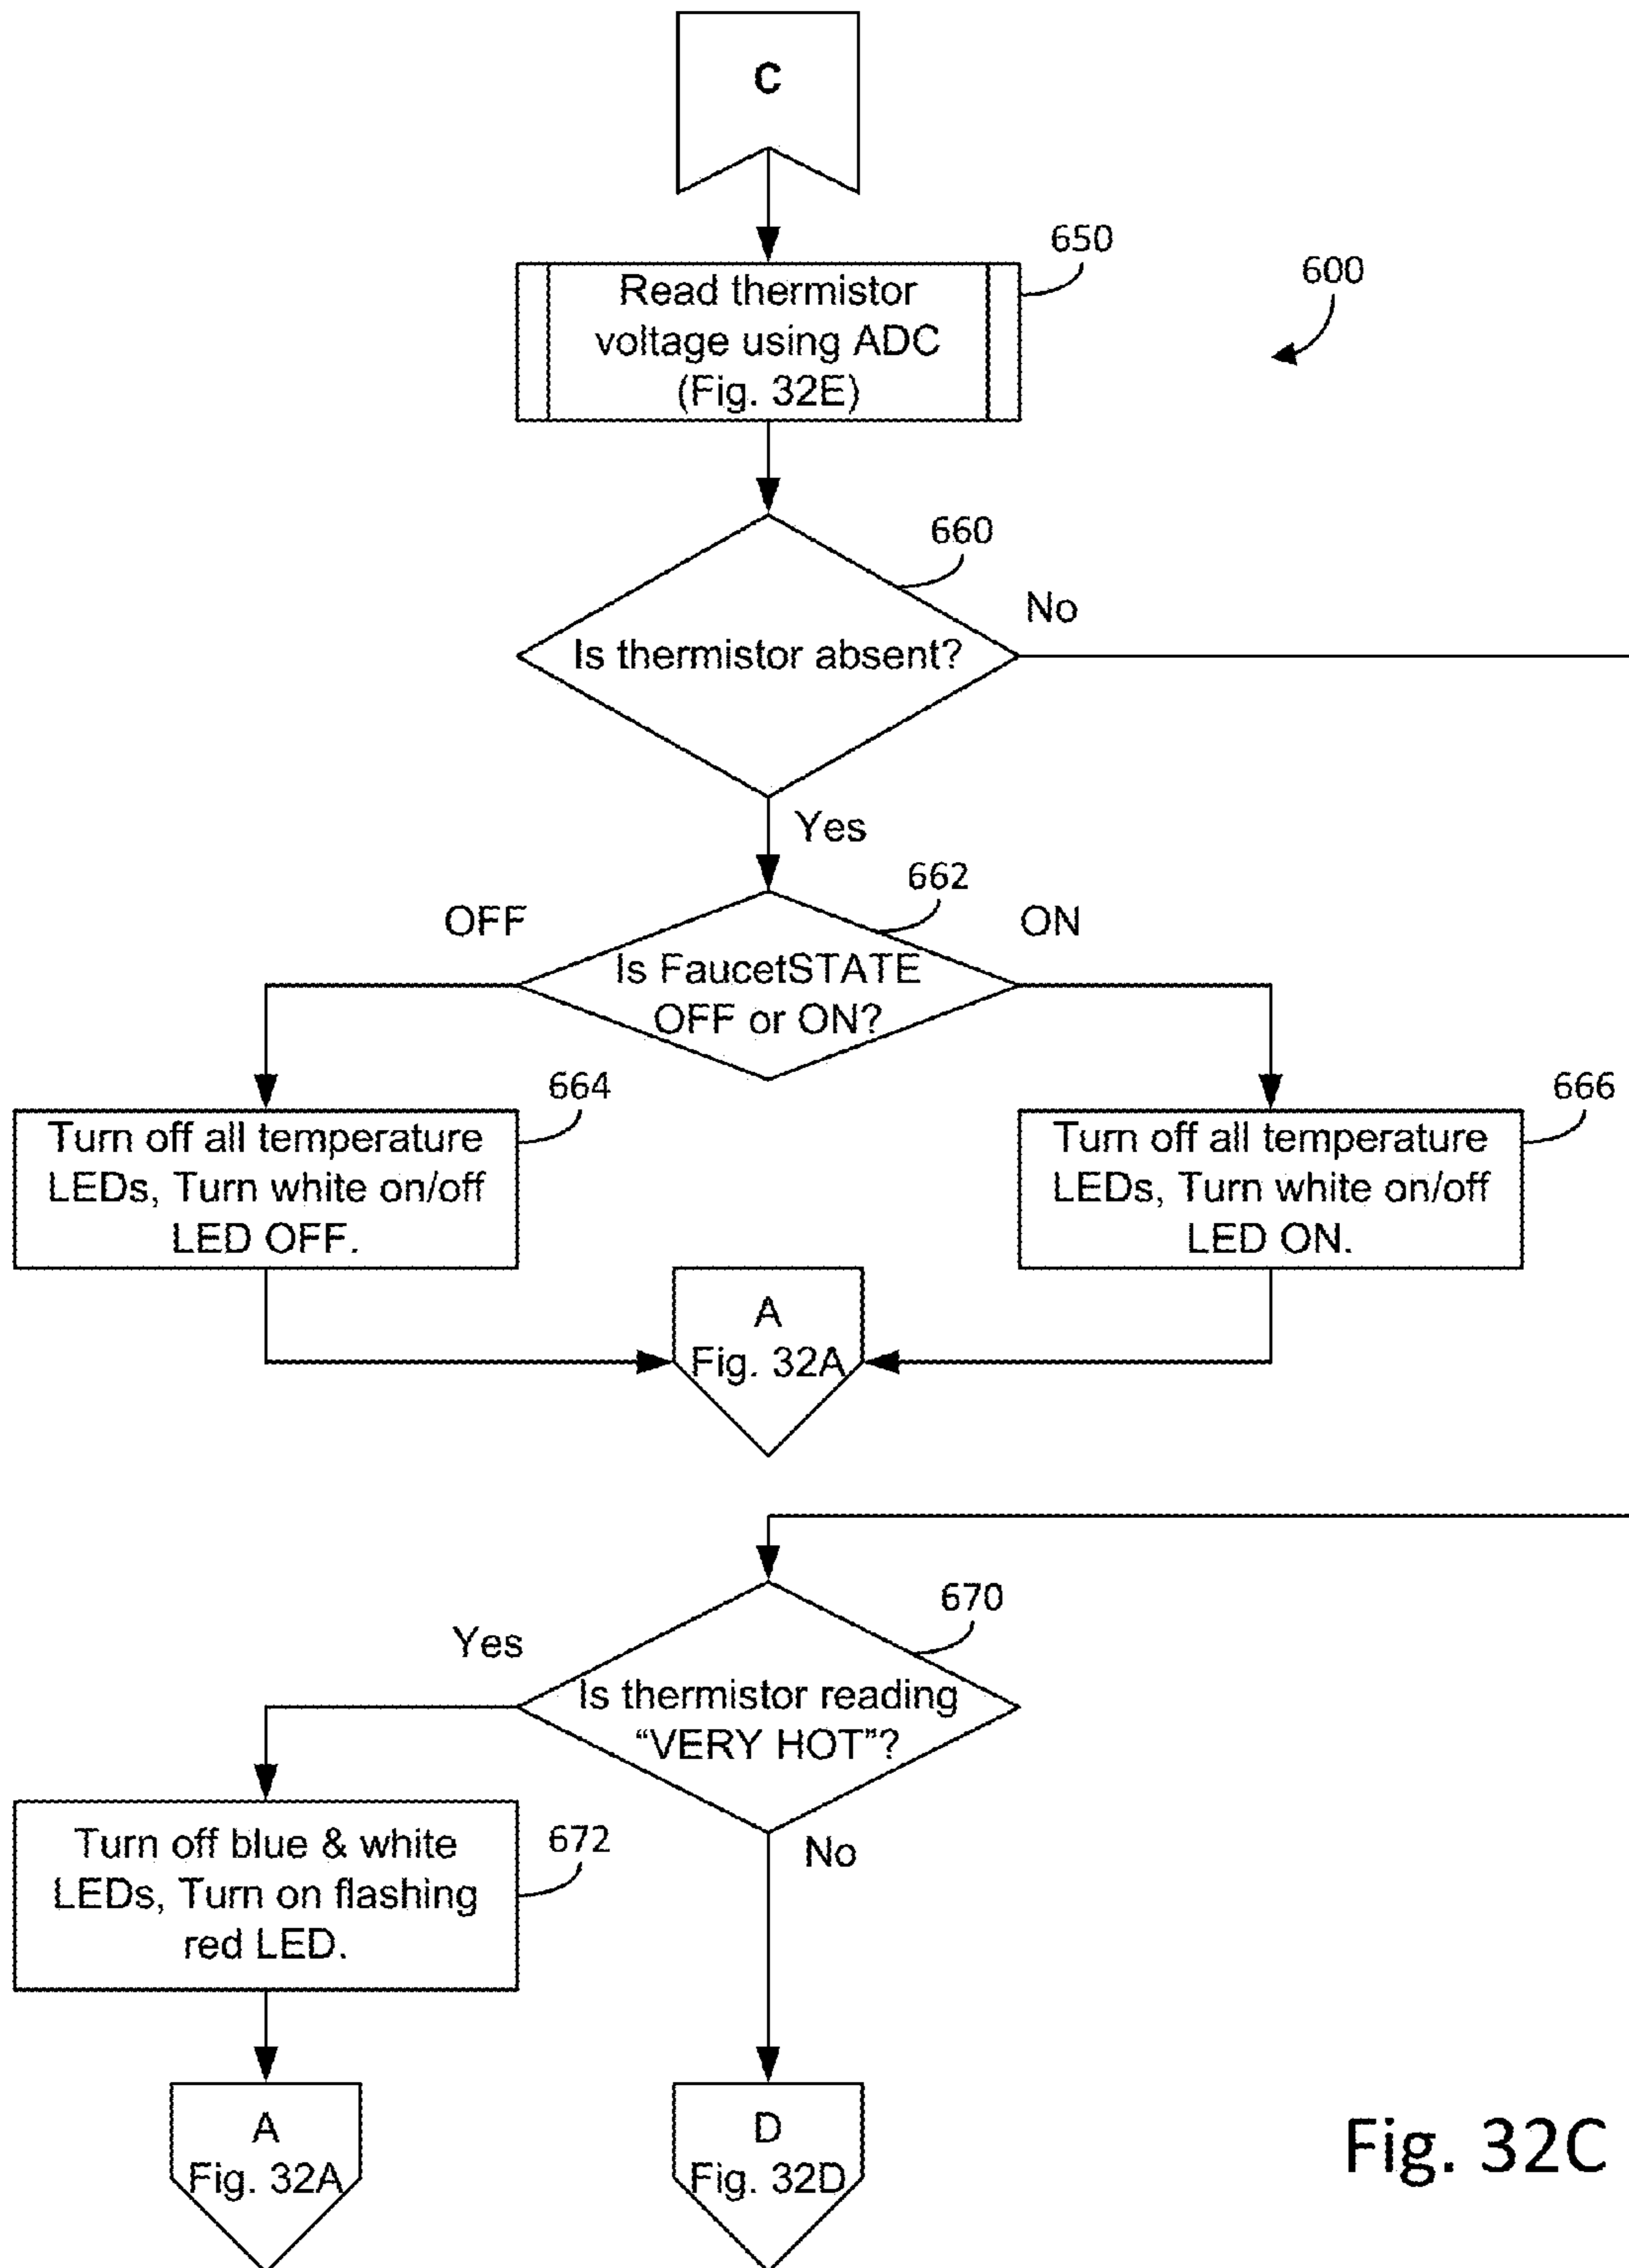 C
650
600
Read thermistor
voltage using ADC
(Fig. 32E)
660
No
Is thermistor absent?
Yes
662
OFF
ON
Is FaucetSTATE
OFF or ON?
664
666
Turn off all temperature
LEDs, Turn white on/off
LED OFF.
Turn off all temperature
LEDs, Turn white on/off
LED ON.
A
Fig. 32A
670
Yes
Is thermistor reading
“VERY HOT”?
672
No
Turn off blue & white
LEDs, Turn on flashing
red LED.
A
Fig. 32A
D
Fig. 32D
Fig. 32C